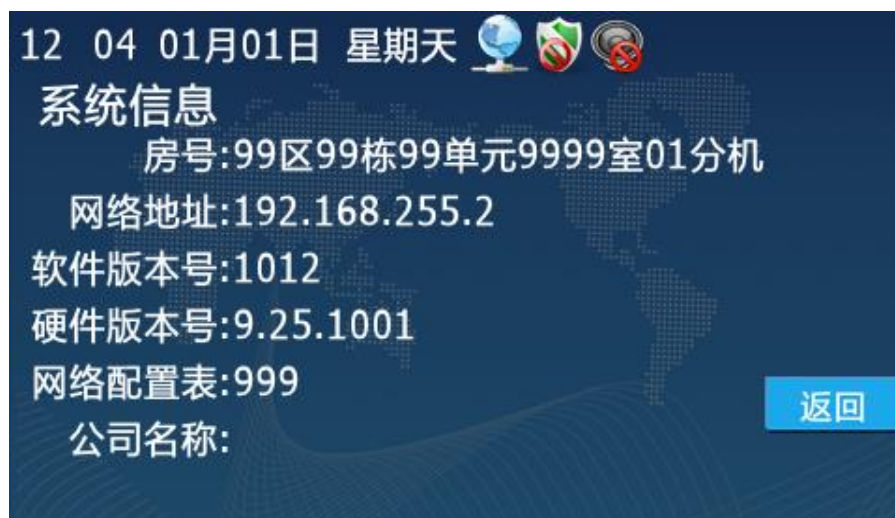 12 04 01月01日 星期天
系统信息
房号:99区99栋99单元9999室01分机
网络地址:192.168.255.2
软件版本号:1012
硬件版本号:9.25.1001
网络配置表:999
返回
公司名称: